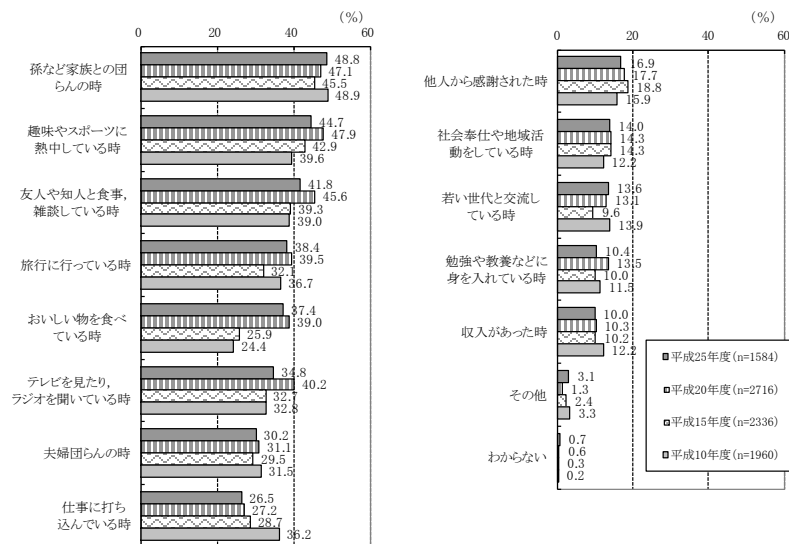 (%)
0 20 40 60
孫など家族との団
らんの時
48.8
47.1
45.5
48.9
趣味やスポーツに
熱中している時
44.7
47.9
42.9
39.6
友人や知人と食事,
雑談している時
41.8
45.6
39.3
39.0
旅行に行っている時
38.4
39.5
32.1
36.7
おいしい物を食べ
ている時
37.4
39.0
25.9
24.4
テレビを見たり,
ラジオを聞いている時
34.8
40.2
32.7
32.8
夫婦団らんの時
30.2
31.1
29.5
31.5
仕事に打ち
込んでいる時
26.5
27.2
28.7
36.2
(%)
0 20 40 60
他人から感謝された時
16.9
17.7
18.8
15.9
社会奉仕や地域活
動をしている時
14.0
14.3
14.3
12.2
若い世代と交流し
ている時
13.6
13.1
9.6
13.9
勉強や教養などに
身を入れている時
10.4
13.5
10.0
11.5
収入があった時
10.0
10.3
10.2
12.2
その他
3.1
1.3
2.4
3.3
わからない
0.7
0.6
0.3
0.2
平成25年度(n=1584)
平成20年度(n=2716)
平成15年度(n=2336)
平成10年度(n=1960)